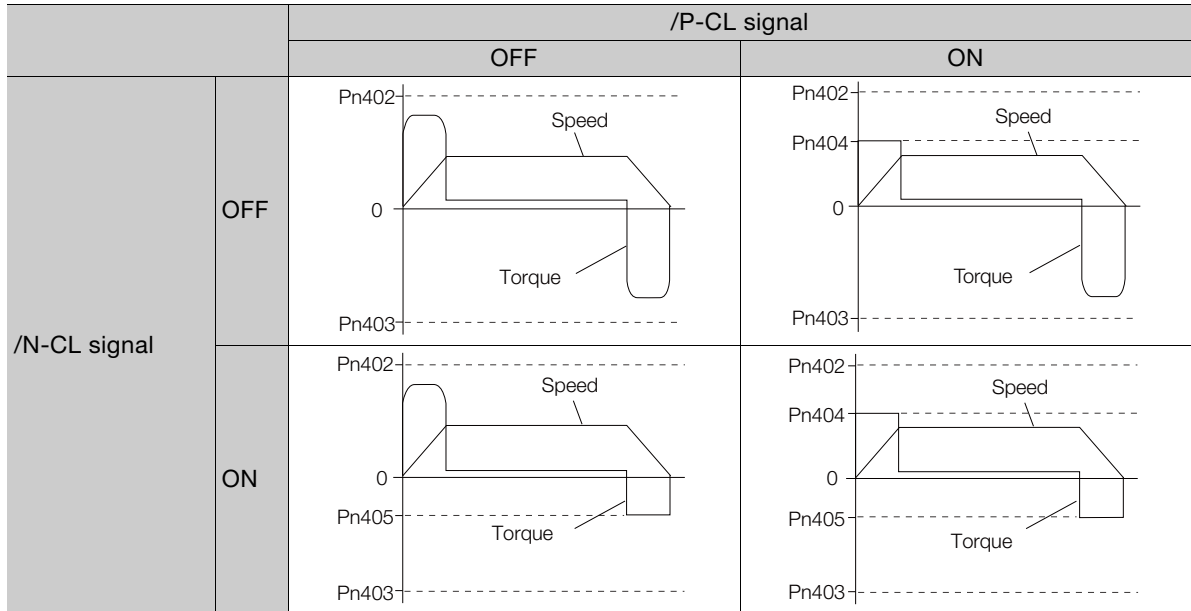 /P-CL signal
OFF
ON
/N-CL signal
OFF
Pn402
Speed
0
Torque
Pn403
Pn402
Pn404
Speed
0
Torque
Pn403
ON
Pn402
Speed
0
Pn405
Torque
Pn403
Pn402
Pn404
Speed
0
Pn405
Torque
Pn403